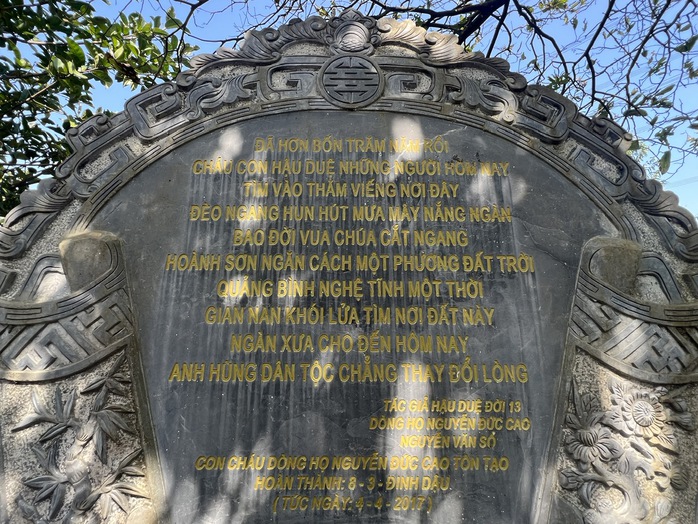 ĐÃ HƠN BỐN TRĂM NĂM RỒI
CHÁU CON HẬU DUỆ NHỮNG NGƯỜI HÔM NAY
TÌM VÀO THĂM VIẾNG NƠI ĐÂY
ĐÈO NGANG HUN HÚT MƯA MÂY NẮNG NGÀN
BAO ĐỜI VUA CHÚA CẮT NGANG
HOÀNH SƠN NGĂN CÁCH MỘT PHƯƠNG ĐẤT TRỜI
QUẢNG BÌNH NGHỆ TĨNH MỘT THỜI
GIAN NAN KHÓI LỬA TÌM NƠI ĐẤT NÀY
NGÀN XƯA CHO ĐẾN HÔM NAY
ANH HÙNG DÂN TỘC CHẲNG THAY ĐỔI LÒNG
TÁC GIẢ HẬU DUỆ ĐỜI 13
DÒNG HỌ NGUYỄN ĐỨC CAO
NGUYỄN VĂN SỔ
CON CHÁU DÒNG HỌ NGUYỄN ĐỨC CAO TÔN TẠO
HOÀN THÀNH: 8 - 3 - ĐINH DẬU.
( TỨC NGÀY: 4 - 4 - 2017 )